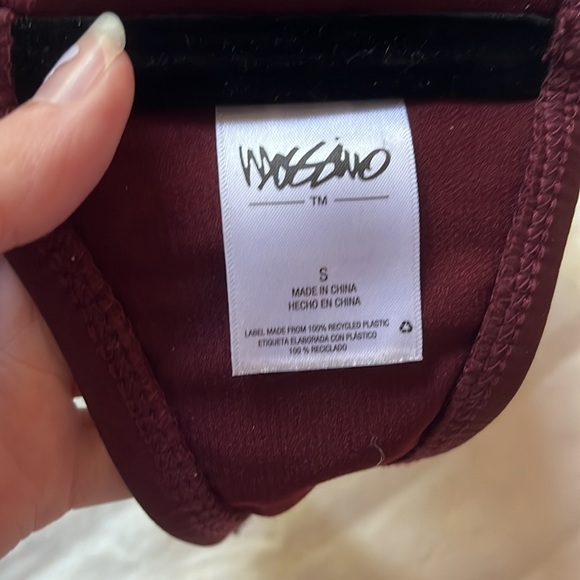 mossimo
TM
S
MADE IN CHINA
HECHO EN CHINA
LABEL MADE FROM 100% RECYCLED PLASTIC
ETIQUETA ELABORADA CON PLÁSTICO
100 % RECICLADO